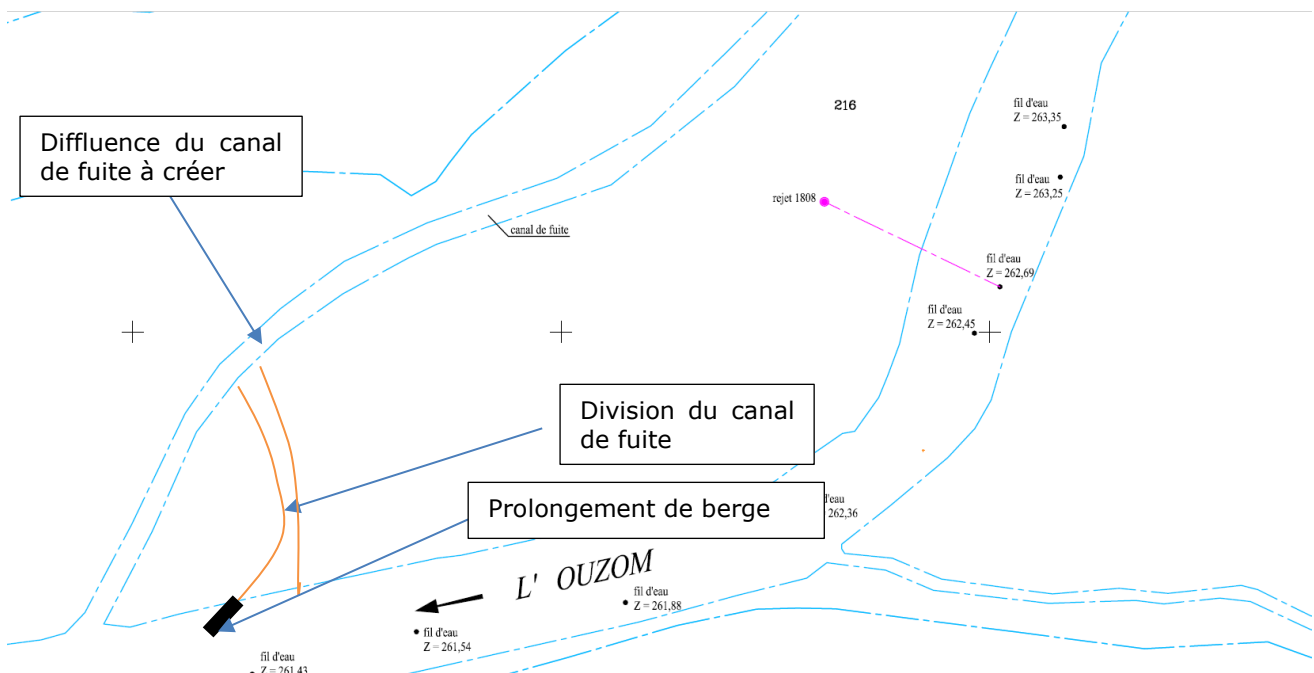 216
fil d'eau
Z = 263,35
Diffluence du canal
de fuite à créer
fil d'eau
Z = 263,25
rejet 1808
canal de fuite
fil d'eau
Z = 262,69
fil d'eau
Z = 262,45
Division du canal
de fuite
Prolongement de berge
d'eau
262,36
L' OUZOM
fil d'eau
Z = 261,88
fil d'eau
Z = 261,54
fil d'eau
Z = 261,43